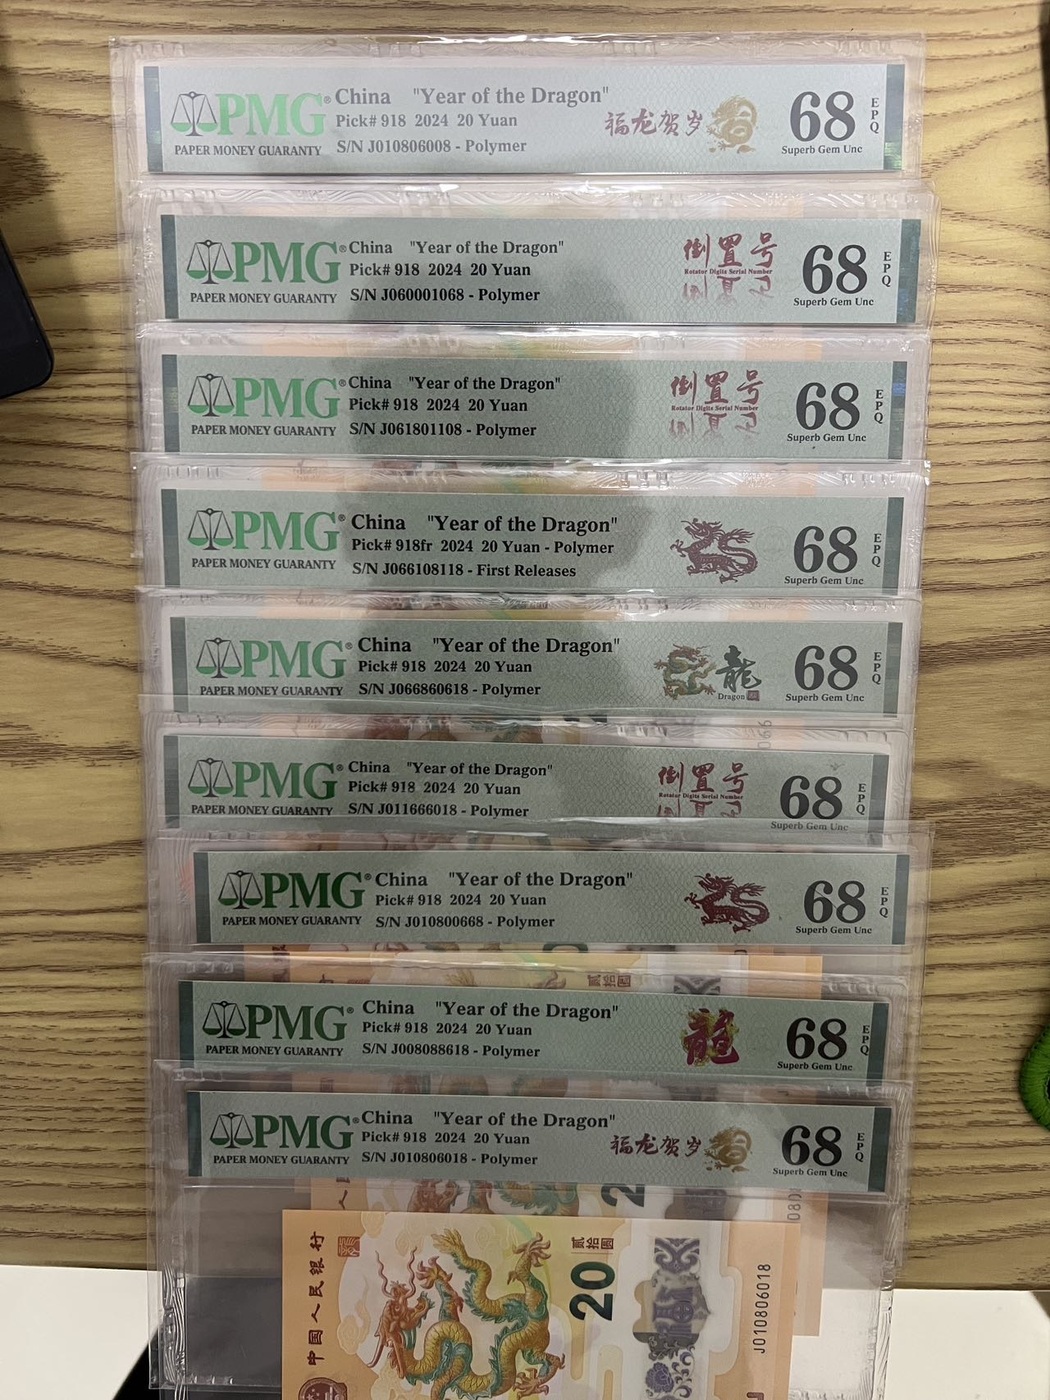 PMG® China "Year of the Dragon"
Pick# 918 2024 20 Yuan
PAPER MONEY GUARANTY S/N J010806008 - Polymer
福龙贺岁
68 EPQ
Superb Gem Unc
PMG® China "Year of the Dragon"
Pick# 918 2024 20 Yuan
PAPER MONEY GUARANTY S/N J060001068 - Polymer
倒置号
Rotator Digits Serial Number
68 EPQ
Superb Gem Unc
PMG® China "Year of the Dragon"
Pick# 918 2024 20 Yuan
PAPER MONEY GUARANTY S/N J061801108 - Polymer
倒置号
Rotator Digits Serial Number
68 EPQ
Superb Gem Unc
PMG® China "Year of the Dragon"
Pick# 918fr 2024 20 Yuan - Polymer
PAPER MONEY GUARANTY S/N J066108118 - First Releases
68 EPQ
Superb Gem Unc
PMG® China "Year of the Dragon"
Pick# 918 2024 20 Yuan
PAPER MONEY GUARANTY S/N J066860618 - Polymer
龍
Dragon
68 EPQ
Superb Gem Unc
PMG® China "Year of the Dragon"
Pick# 918 2024 20 Yuan
PAPER MONEY GUARANTY S/N J011666018 - Polymer
倒置号
Rotator Digits Serial Number
68 EPQ
Superb Gem Unc
PMG® China "Year of the Dragon"
Pick# 918 2024 20 Yuan
PAPER MONEY GUARANTY S/N J010800668 - Polymer
68 EPQ
贰拾圆
PMG® China "Year of the Dragon"
Pick# 918 2024 20 Yuan
PAPER MONEY GUARANTY S/N J008088618 - Polymer
龍
68 EPQ
Superb Gem Unc
PMG® China "Year of the Dragon"
Pick# 918 2024 20 Yuan
PAPER MONEY GUARANTY S/N J010806018 - Polymer
福龙贺岁
68 EPQ
Superb Gem Unc
中国人民银行
贰拾圆
20
J010806018